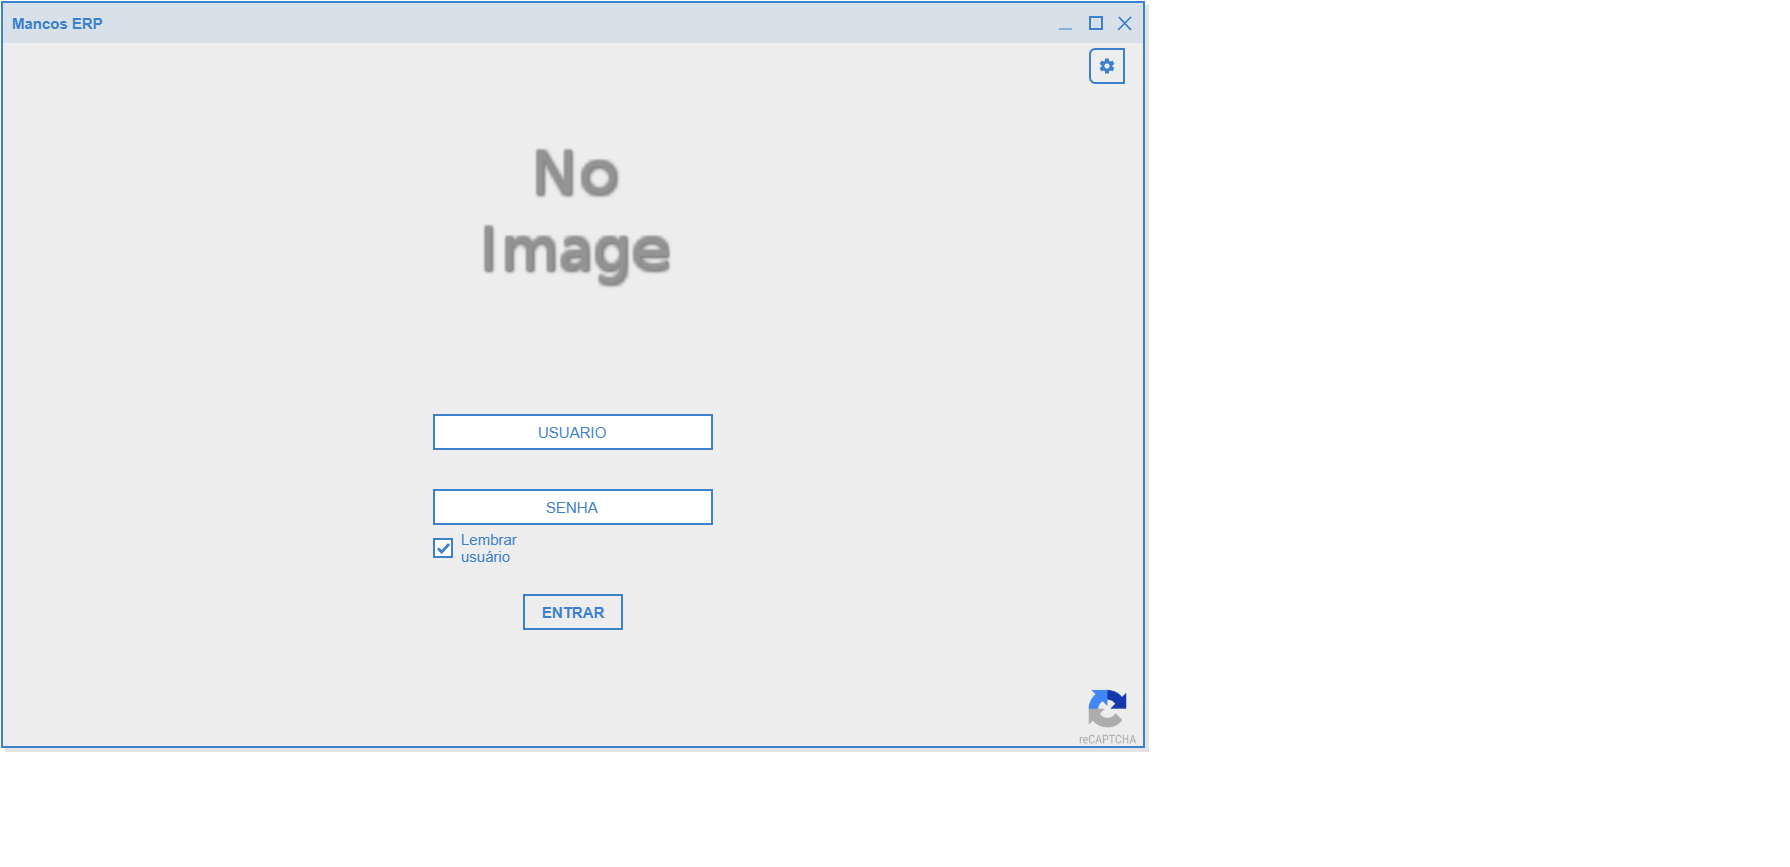 Mancos ERP
No
Image
USUARIO
SENHA
Lembrar
usuário
ENTRAR
reCAPTCHA